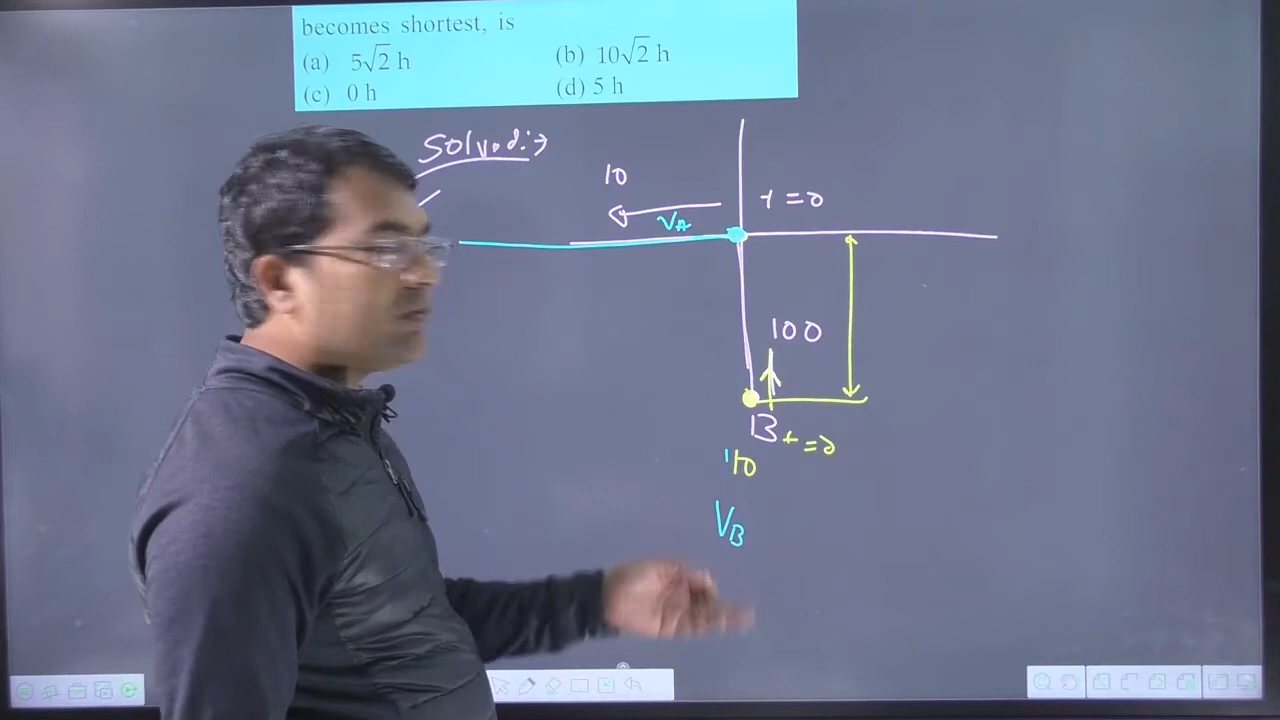 becomes shortest, is
(a) 5√2 h
(b) 10√2 h
(c) 0 h
(d) 5 h
Solved:→
10
VA
t=0
100
B
t=0
10
VB